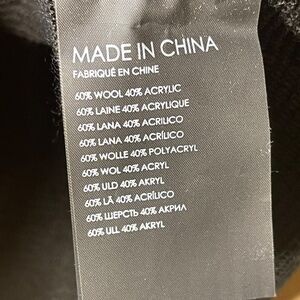 MADE IN CHINA
FABRIQUÉ EN CHINE
60% WOOL 40% ACRYLIC
60% LAINE 40% ACRYLIQUE
60% LANA 40% ACRILICO
60% LANA 40% ACRÍLICO
60% WOLLE 40% POLYACRYL
60% WOL 40% ACRYL
60% ULD 40% AKRYL
60% LÃ 40% ACRÍLICO
60% ШЕРСТЬ 40% АКРИЛ
60% ULL 40% AKRYL